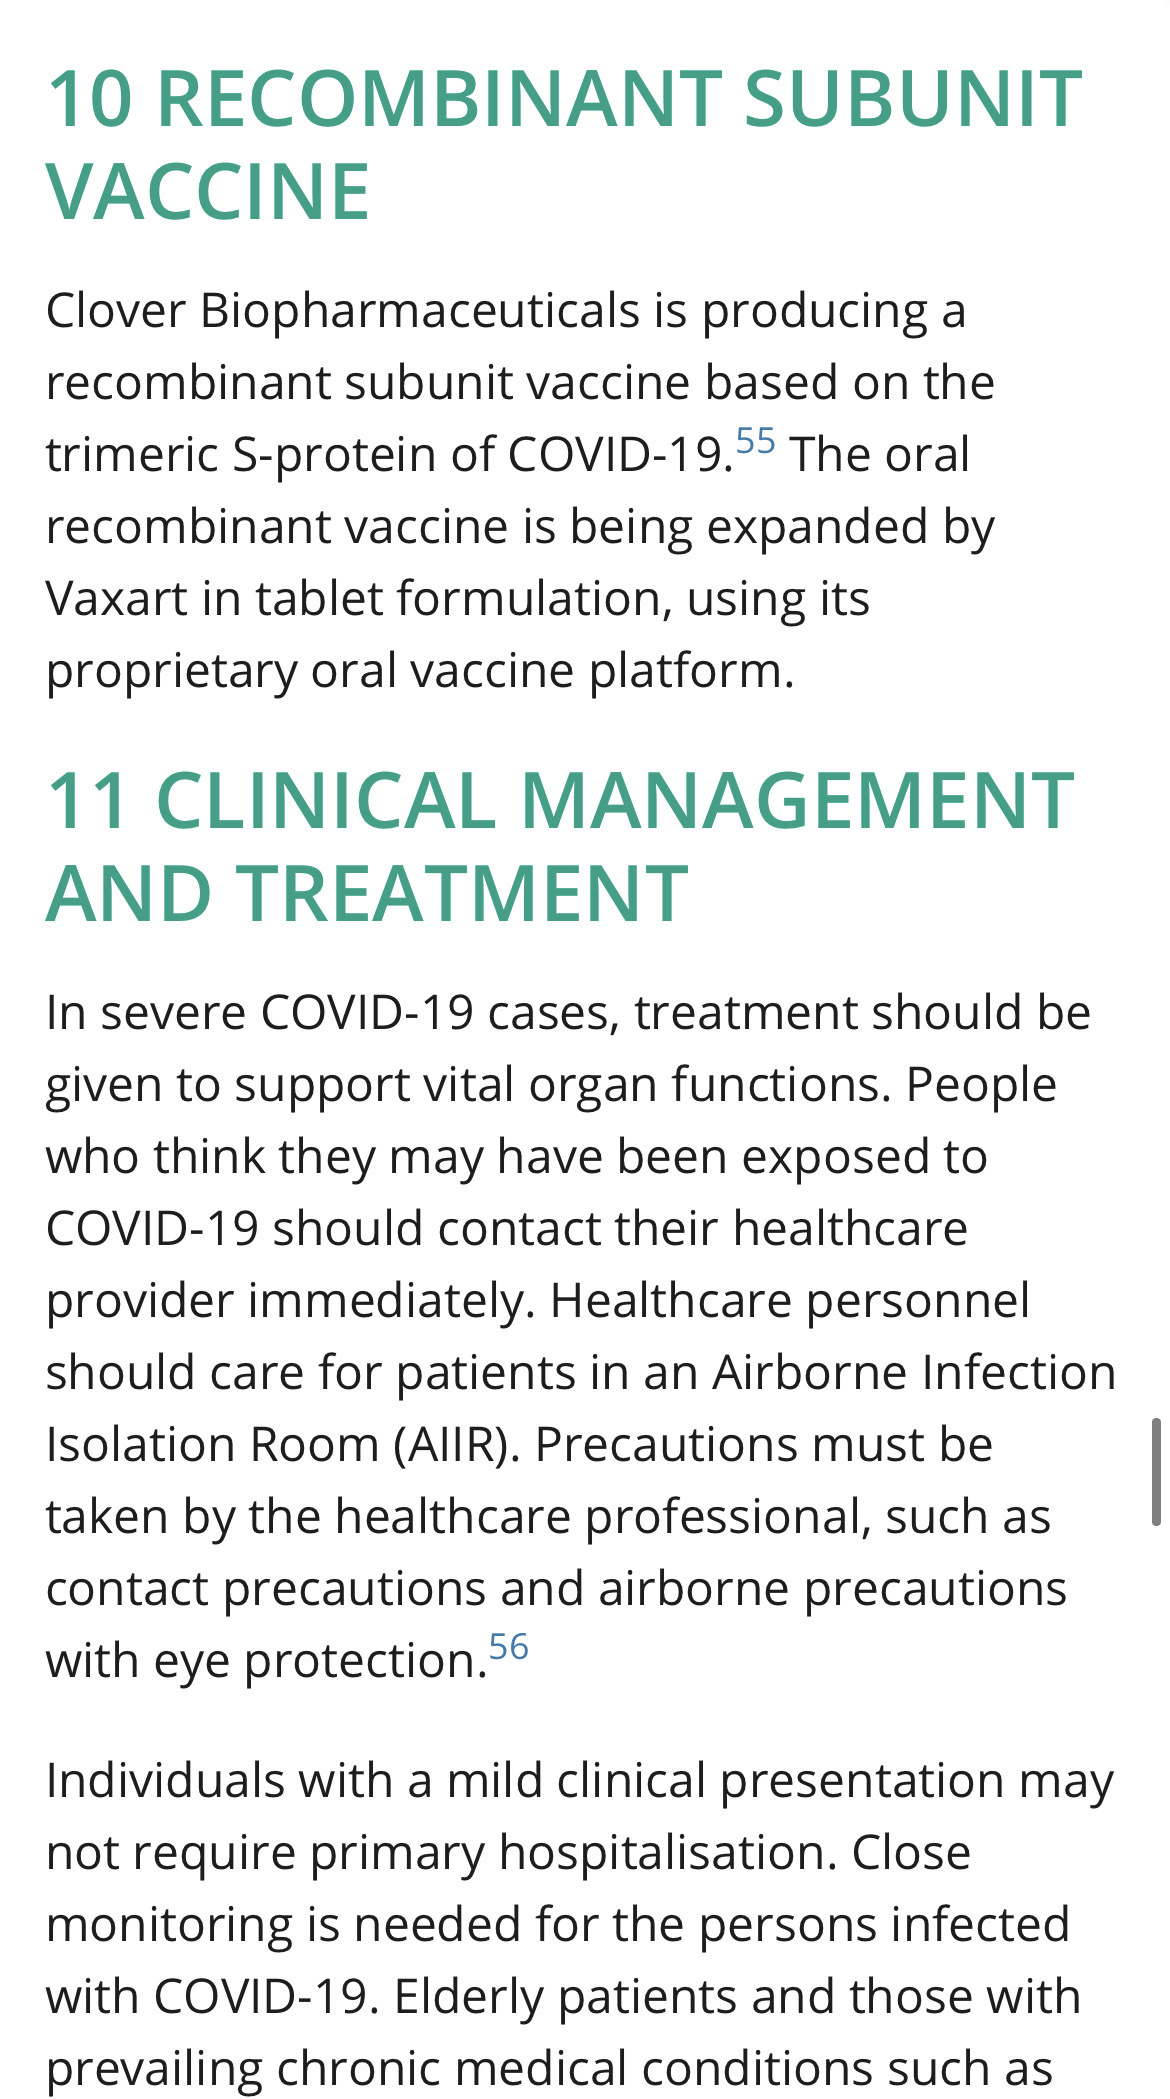 10 RECOMBINANT SUBUNIT
VACCINE
Clover Biopharmaceuticals is producing a
recombinant subunit vaccine based on the
trimeric S-protein of COVID-19.55 The oral
recombinant vaccine is being expanded by
Vaxart in tablet formulation, using its
proprietary oral vaccine platform.
11 CLINICAL MANAGEMENT
AND TREATMENT
In severe COVID-19 cases, treatment should be
given to support vital organ functions. People
who think they may have been exposed to
COVID-19 should contact their healthcare
provider immediately. Healthcare personnel
should care for patients in an Airborne Infection
Isolation Room (AIIR). Precautions must be
taken by the healthcare professional, such as
contact precautions and airborne precautions
with eye protection.56
Individuals with a mild clinical presentation may
not require primary hospitalisation. Close
monitoring is needed for the persons infected
with COVID-19. Elderly patients and those with
prevailing chronic medical conditions such as